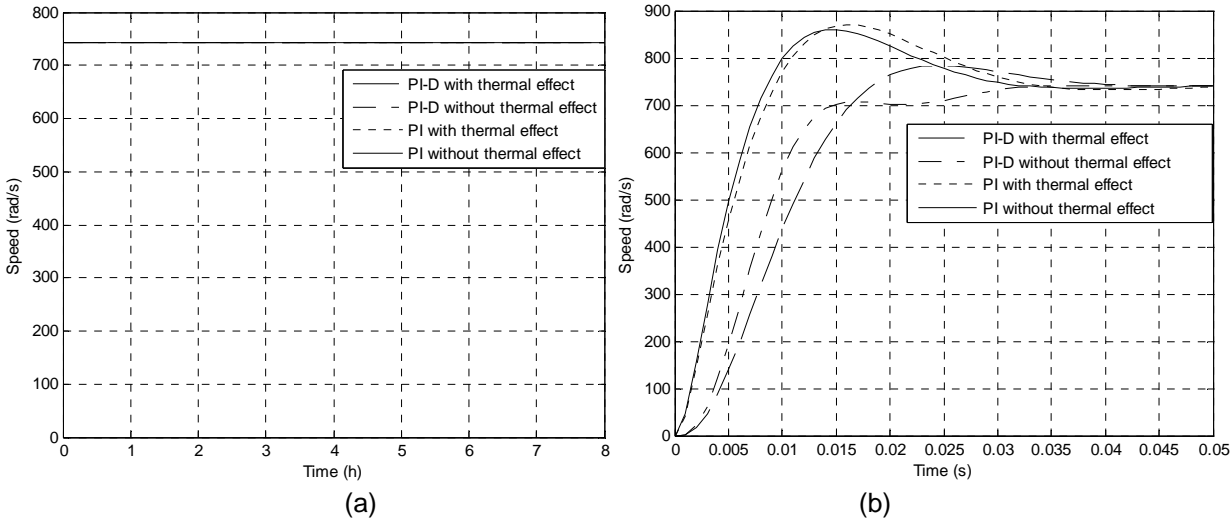 800
700
600
500
400
300
200
100
0
0 1 2 3 4 5 6 7 8
Speed (rad/s)
Time (h)
PI-D with thermal effect
PI-D without thermal effect
PI with thermal effect
PI without thermal effect
(a)
900
800
700
600
500
400
300
200
100
0
0 0.005 0.01 0.015 0.02 0.025 0.03 0.035 0.04 0.045 0.05
Speed (rad/s)
Time (s)
PI-D with thermal effect
PI-D without thermal effect
PI with thermal effect
PI without thermal effect
(b)